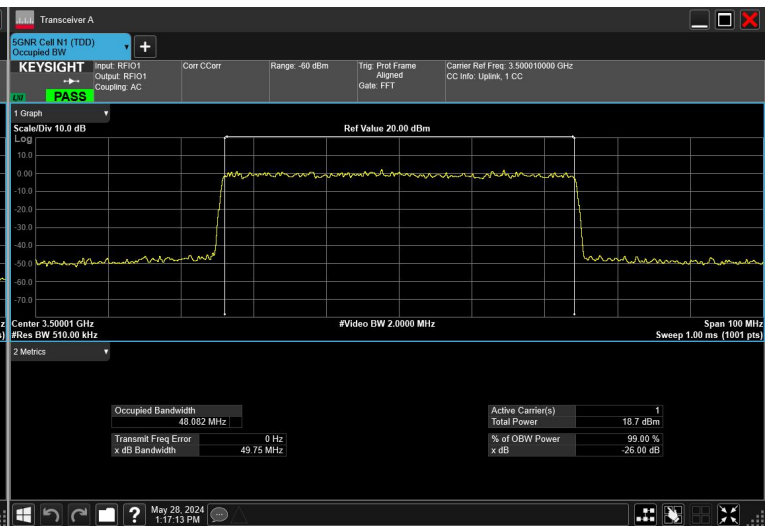 Transceiver A
5GNR Cell N1 (TDD)
Occupied BW
KEYSIGHT
LXI
PASS
Input: RFIO1
Output: RFIO1
Coupling: AC
Corr CCorr
Range: -60 dBm
Trig: Prot Frame
Aligned
Gate: FFT
Carrier Ref Freq: 3.500010000 GHz
CC Info: Uplink, 1 CC
1 Graph
Scale/Div 10.0 dB
Ref Value 20.00 dBm
Log
10.0
0.00
-10.0
-20.0
-30.0
-40.0
-50.0
-60.0
-70.0
Center 3.50001 GHz
#Video BW 2.0000 MHz
Span 100 MHz
#Res BW 510.00 kHz
Sweep 1.00 ms (1001 pts)
2 Metrics
Occupied Bandwidth
48.082 MHz
Transmit Freq Error 0 Hz
x dB Bandwidth 49.75 MHz
Active Carrier(s) 1
Total Power 18.7 dBm
% of OBW Power 99.00 %
x dB -26.00 dB
May 28, 2024
1:17:13 PM